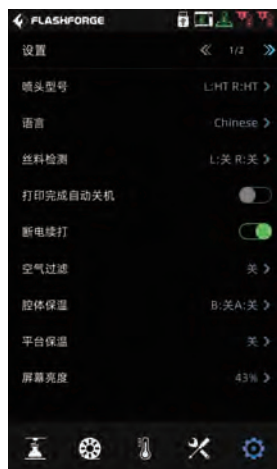 FLASHFORGE
设置 1/2
喷头型号 L:HT R:HT
语言 Chinese
丝料检测 L:关 R:关
打印完成自动关机
断电续打
空气过滤 关
腔体保温 B:关A:关
平台保温 关
屏幕亮度 43%